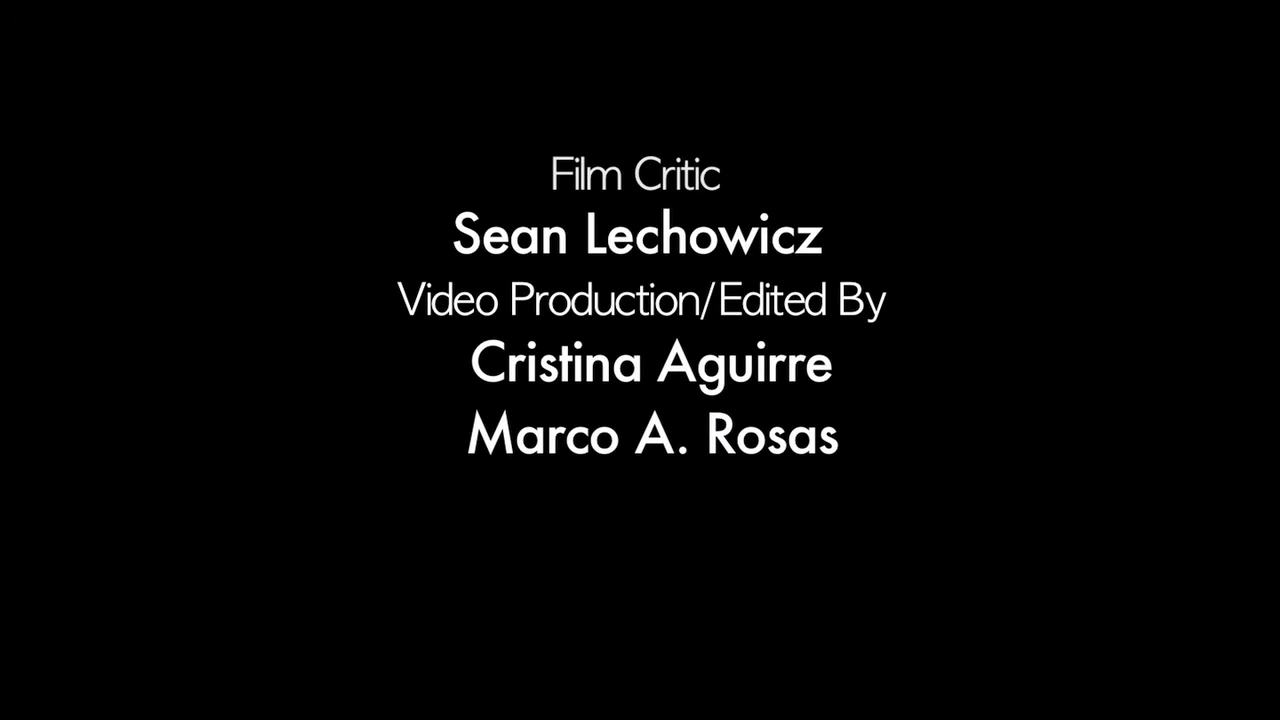 Film Critic
Sean Lechowicz
Video Production/Edited By
Cristina Aguirre
Marco A. Rosas